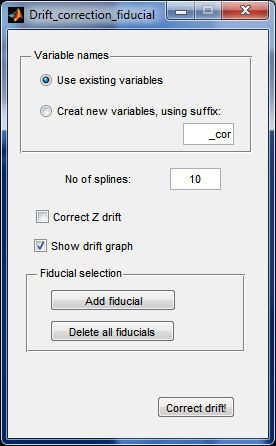 Drift_correction_fiducial
Variable names
Use existing variables
Creat new variables, using suffix:
_cor
No of splines:
10
Correct Z drift
Show drift graph
Fiducial selection
Add fiducial
Delete all fiducials
Correct drift!